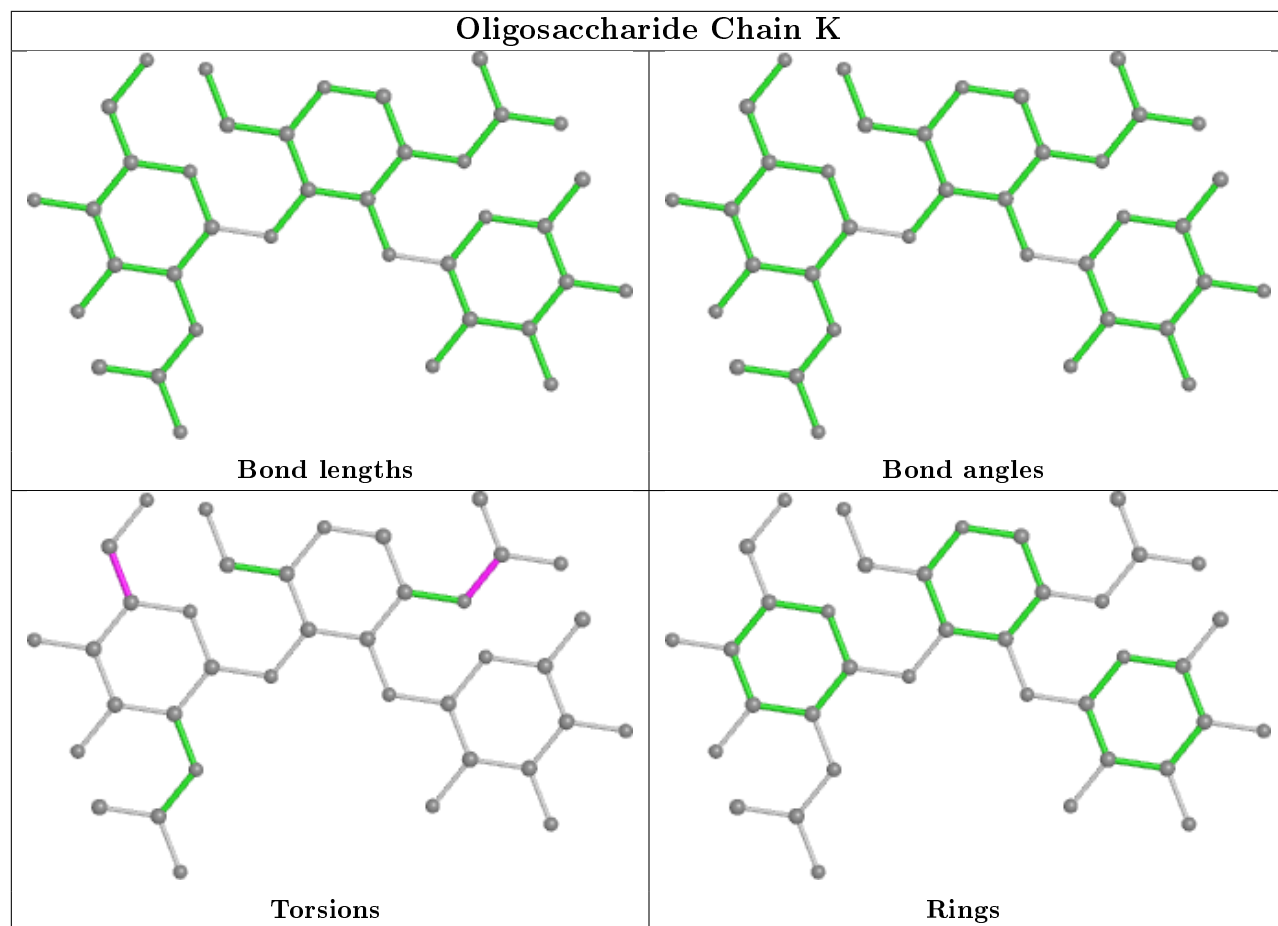 Oligosaccharide Chain K
Bond lengths
Bond angles
Torsions
Rings